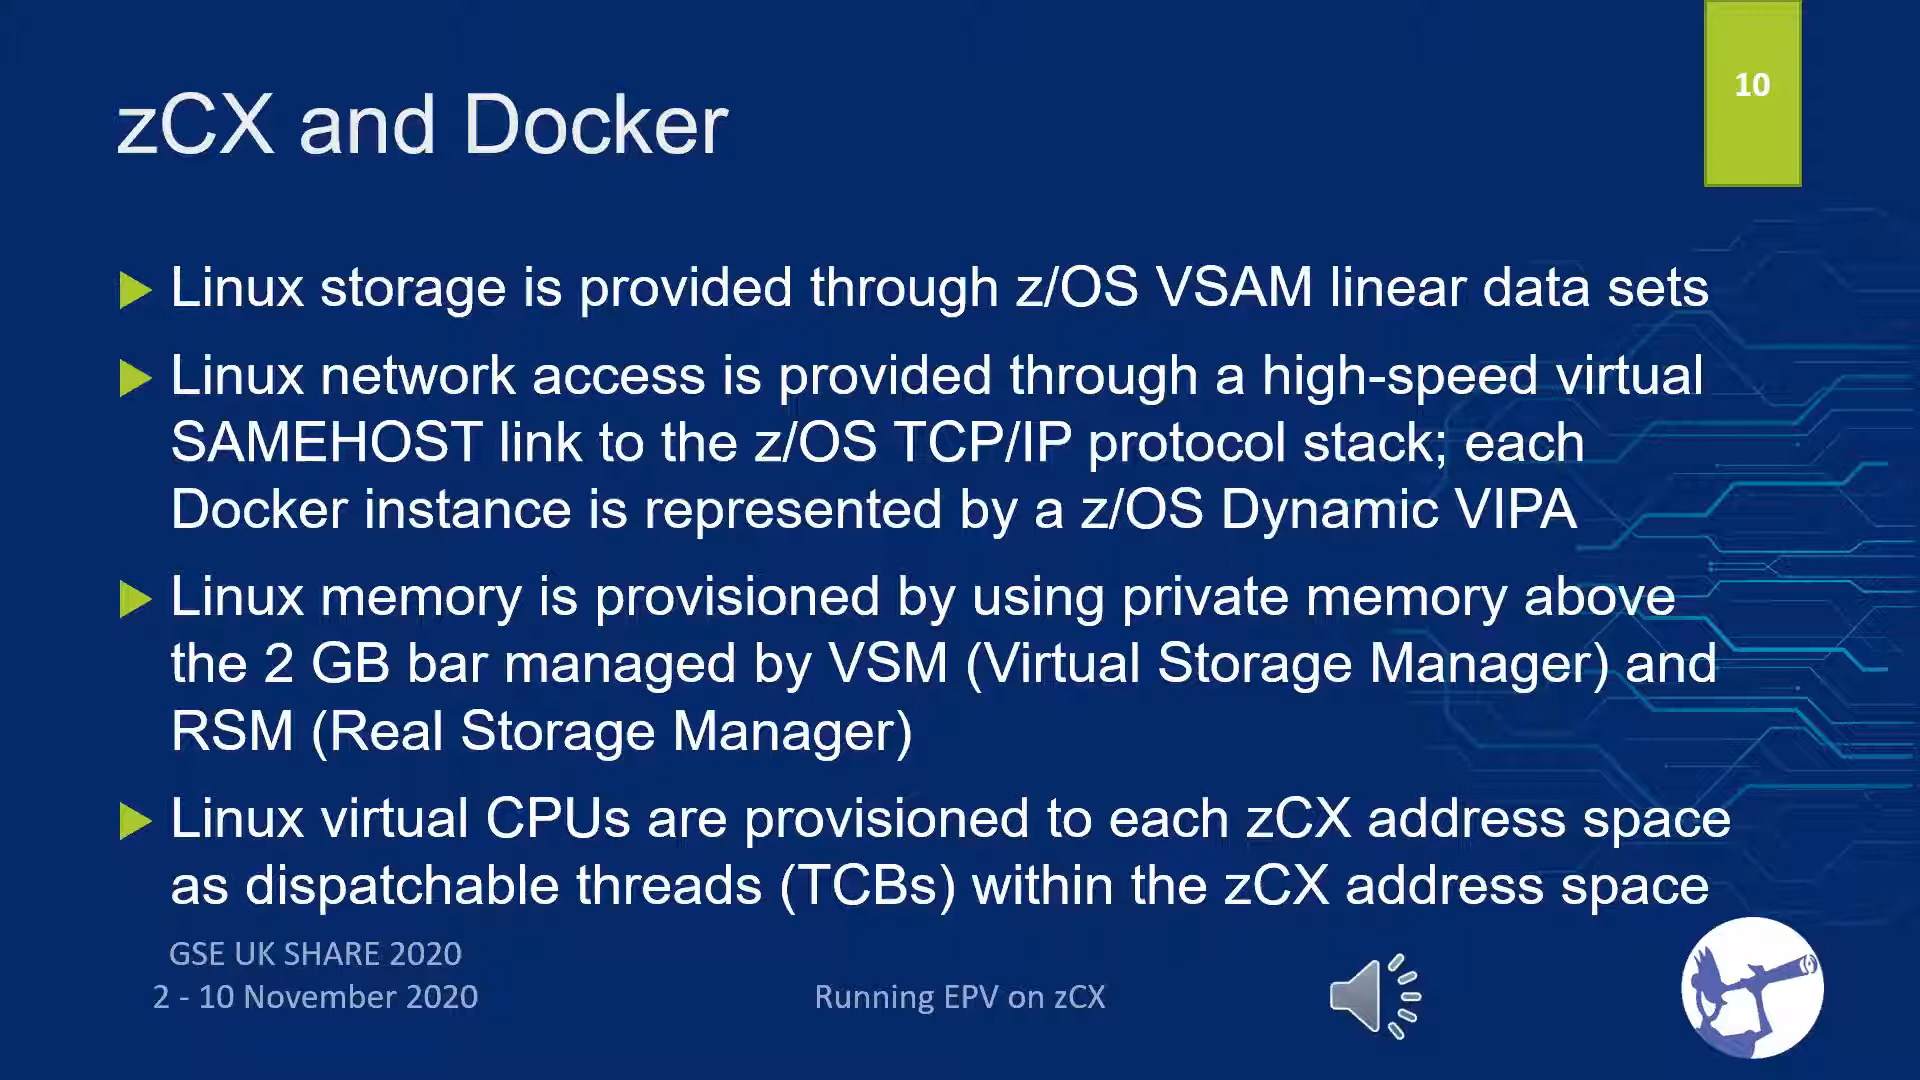 10
zCX and Docker
Linux storage is provided through z/OS VSAM linear data sets
Linux network access is provided through a high-speed virtual
SAMEHOST link to the z/OS TCP/IP protocol stack; each
Docker instance is represented by a z/OS Dynamic VIPA
Linux memory is provisioned by using private memory above
the 2 GB bar managed by VSM (Virtual Storage Manager) and
RSM (Real Storage Manager)
Linux virtual CPUs are provisioned to each zCX address space
as dispatchable threads (TCBs) within the zCX address space
GSE UK SHARE 2020
2 - 10 November 2020
Running EPV on zCX